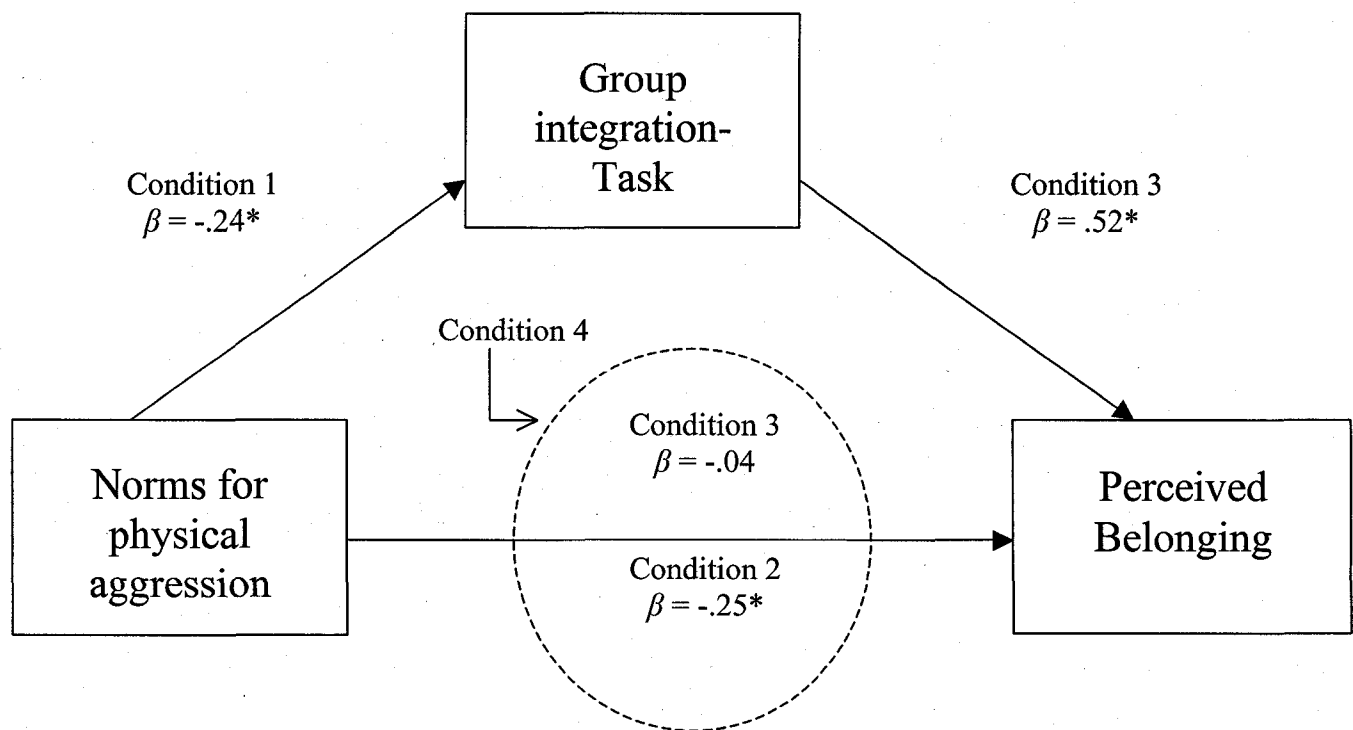 Group
integration-
Task
Condition 1
β = -.24*
Condition 3
β = .52*
Condition 4
Condition 3
β = -.04
Norms for
physical
aggression
Perceived
Belonging
Condition 2
β = -.25*